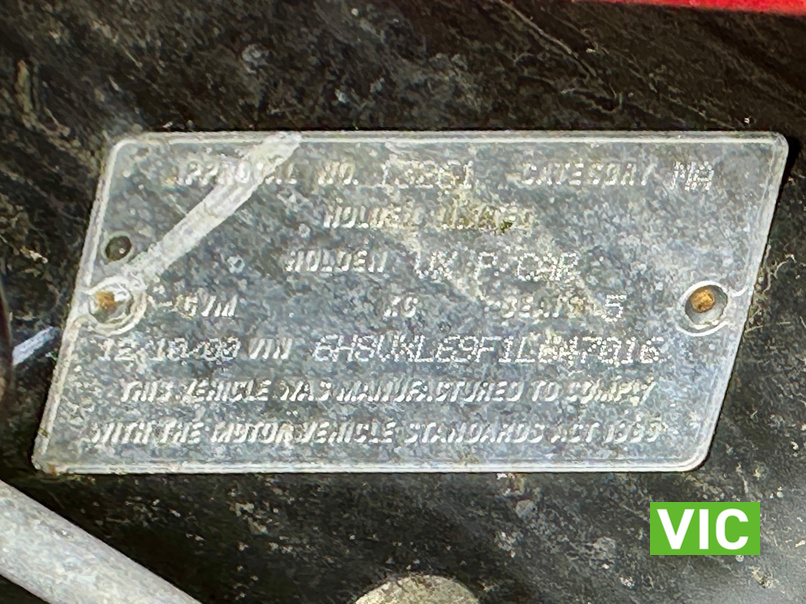 APPROVAL NO. 13261 CATEGORY MA
HOLDEN LIMITED
HOLDEN VX P/CAR
GVM KG SEATS 5
12/10/00 VIN
THIS VEHICLE WAS MANUFACTURED TO COMPLY
WITH THE MOTOR VEHICLE STANDARDS ACT 1989
VIC